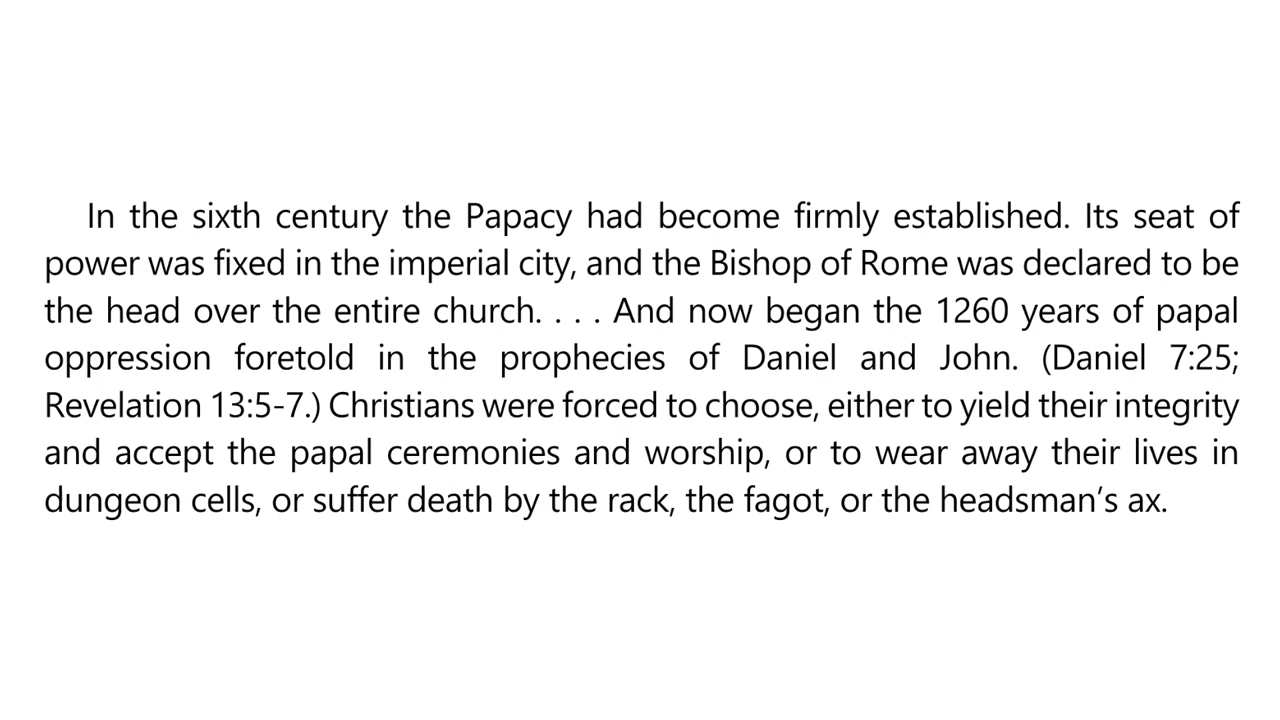 In the sixth century the Papacy had become firmly established. Its seat of
power was fixed in the imperial city, and the Bishop of Rome was declared to be
the head over the entire church. . . . And now began the 1260 years of papal
oppression foretold in the prophecies of Daniel and John. (Daniel 7:25;
Revelation 13:5-7.) Christians were forced to choose, either to yield their integrity
and accept the papal ceremonies and worship, or to wear away their lives in
dungeon cells, or suffer death by the rack, the fagot, or the headsman’s ax.